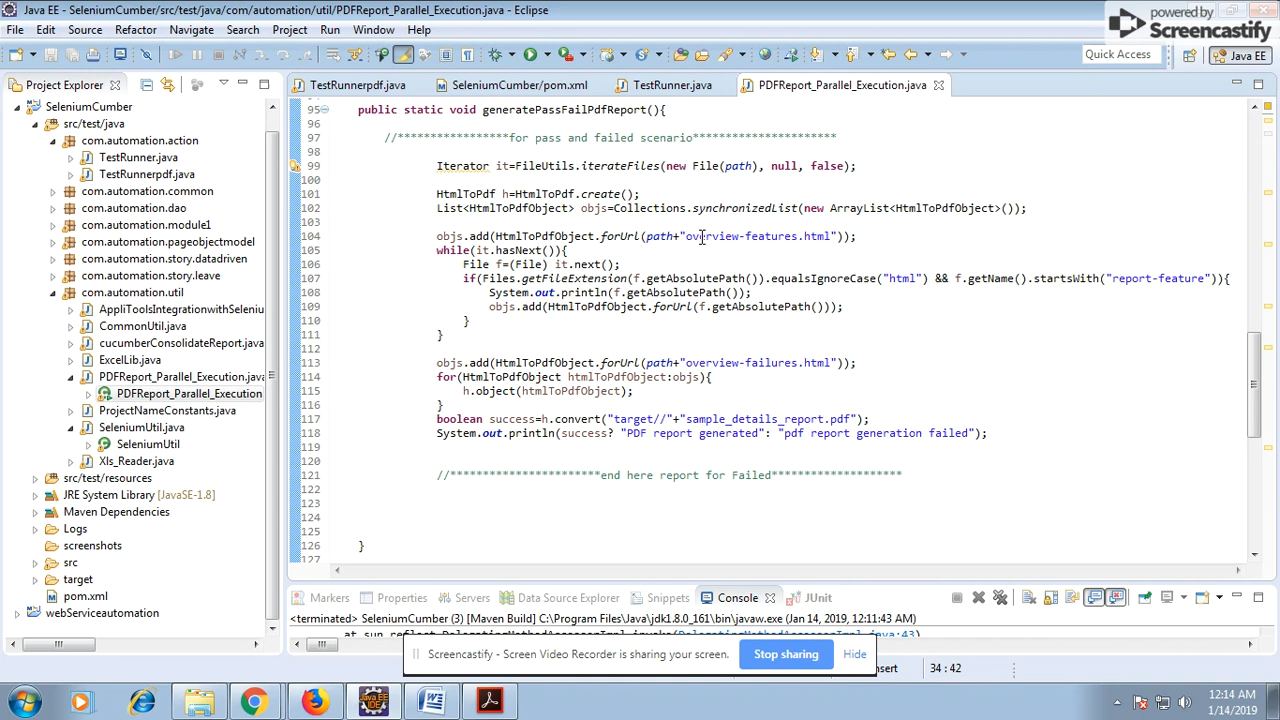 Java EE - SeleniumCumber/src/test/java/com/automation/util/PDFReport_Parallel_Execution.java - Eclipse
powered by
Screencastify
File Edit Source Refactor Navigate Search Project Run Window Help
Quick Access
Java EE
Project Explorer
TestRunnerpdf.java
SeleniumCumber/pom.xml
TestRunner.java
PDFReport_Parallel_Execution.java
SeleniumCumber
src/test/java
com.automation.action
TestRunner.java
TestRunnerpdf.java
com.automation.common
com.automation.dao
com.automation.module1
com.automation.pageobjectmodel
com.automation.story.datadriven
com.automation.story.leave
com.automation.util
AppliToolsIntegrationwithSeleniu
CommonUtil.java
cucumberConsolidateReport.java
ExcelLib.java
PDFReport_Parallel_Execution.java
PDFReport_Parallel_Execution
ProjectNameConstants.java
SeleniumUtil.java
SeleniumUtil
Xls_Reader.java
src/test/resources
JRE System Library [JavaSE-1.8]
Maven Dependencies
Logs
screenshots
src
target
pom.xml
webServiceautomation
95 public static void generatePassFailPdfReport(){
96
97 //*****************for pass and failed scenario**********************
98
99 Iterator it=FileUtils.iterateFiles(new File(path), null, false);
100
101 HtmlToPdf h=HtmlToPdf.create();
102 List<HtmlToPdfObject> objs=Collections.synchronizedList(new ArrayList<HtmlToPdfObject>());
103
104 objs.add(HtmlToPdfObject.forUrl(path+"overview-features.html"));
105 while(it.hasNext()){
106 File f=(File) it.next();
107 if(Files.getFileExtension(f.getAbsolutePath()).equalsIgnoreCase("html") && f.getName().startsWith("report-feature")){
108 System.out.println(f.getAbsolutePath());
109 objs.add(HtmlToPdfObject.forUrl(f.getAbsolutePath()));
110 }
111 }
112
113 objs.add(HtmlToPdfObject.forUrl(path+"overview-failures.html"));
114 for(HtmlToPdfObject htmlToPdfObject:objs){
115 h.object(htmlToPdfObject);
116 }
117 boolean success=h.convert("target//"+"sample_details_report.pdf");
118 System.out.println(success? "PDF report generated": "pdf report generation failed");
119
120
121 //***********************end here report for Failed********************
122
123
124
125
126 }
127
Markers Properties Servers Data Source Explorer Snippets Console JUnit
<terminated> SeleniumCumber (3) [Maven Build] C:\Program Files\Java\jdk1.8.0_161\bin\javaw.exe (Jan 14, 2019, 12:11:43 AM)
at sun.reflect.DelegatingMethodAccessorImpl.invoke(DelegatingMethodAccessorImpl.java:43)
Screencastify - Screen Video Recorder is sharing your screen. Stop sharing Hide
nsert 34 : 42
12:14 AM
1/14/2019